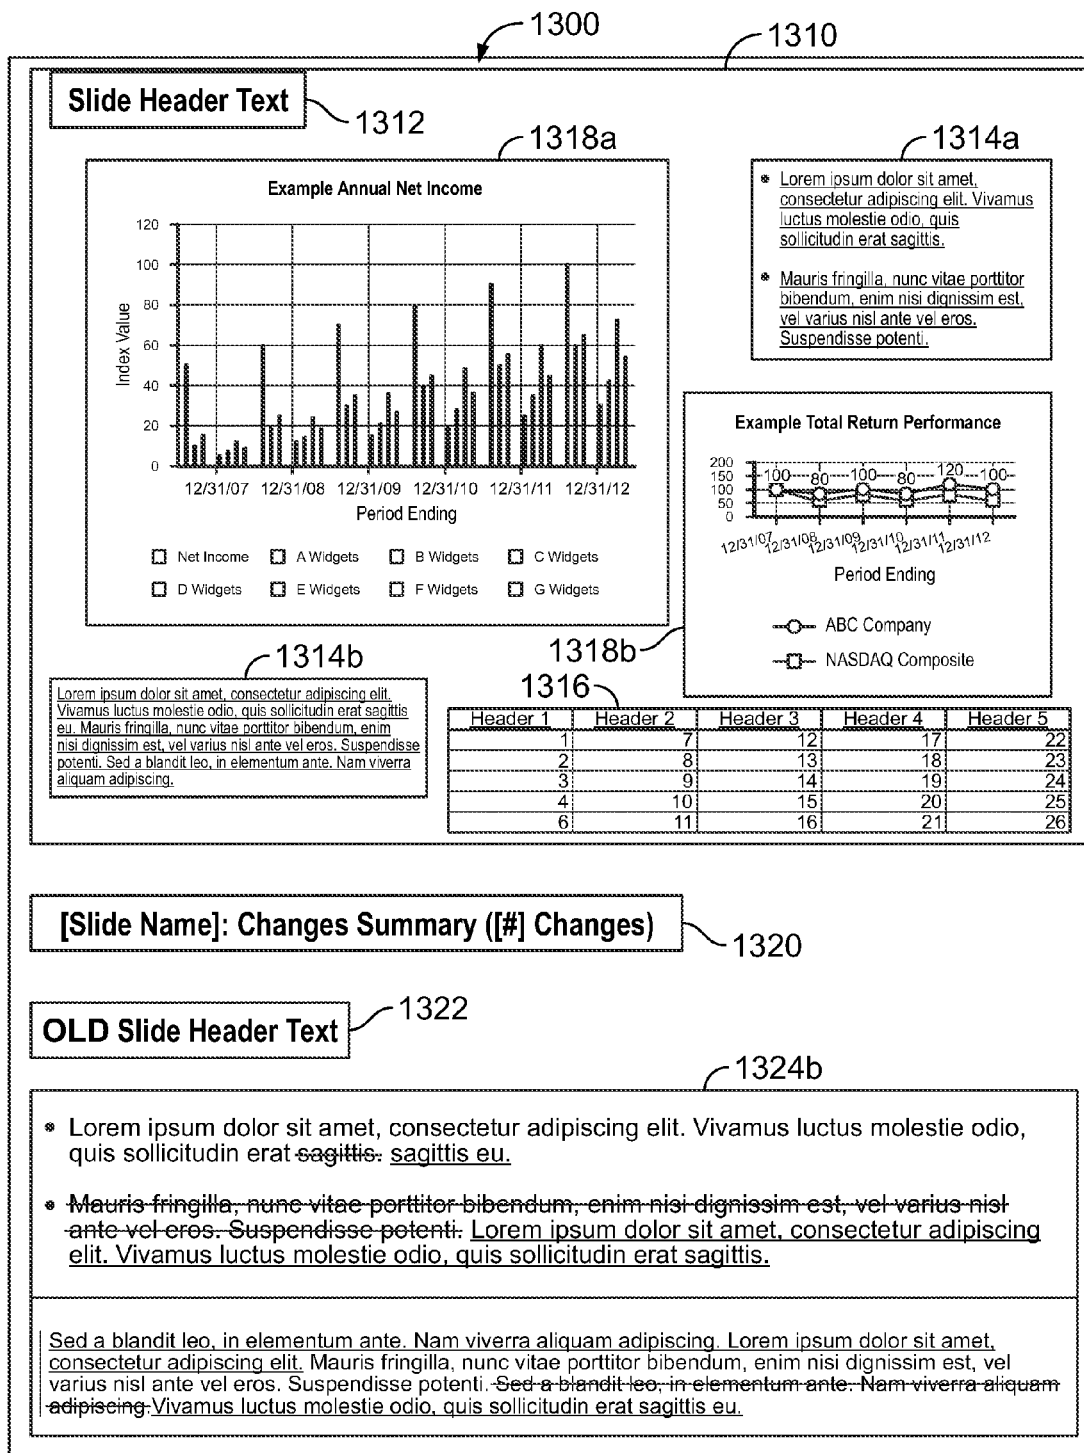 1300
1310
Slide Header Text
1312
1318a
1314a
Example Annual Net Income
120
100
80
60
40
20
0
Index Value
12/31/07 12/31/08 12/31/09 12/31/10 12/31/11 12/31/12
Period Ending
Net Income A Widgets B Widgets C Widgets
D Widgets E Widgets F Widgets G Widgets
Lorem ipsum dolor sit amet,
consectetur adipiscing elit. Vivamus
luctus molestie odio, quis
sollicitudin erat sagittis.
Mauris fringilla, nunc vitae porttitor
bibendum, enim nisi dignissim est,
vel varius nisl ante vel eros.
Suspendisse potenti.
Example Total Return Performance
200
150
100
50
0
100 80 100 80 120 100
12/31/07 12/31/08 12/31/09 12/31/10 12/31/11 12/31/12
Period Ending
ABC Company
NASDAQ Composite
1318b
1314b
Lorem ipsum dolor sit amet, consectetur adipiscing elit.
Vivamus luctus molestie odio, quis sollicitudin erat sagittis
eu. Mauris fringilla, nunc vitae porttitor bibendum, enim
nisi dignissim est, vel varius nisl ante vel eros. Suspendisse
potenti. Sed a blandit leo, in elementum ante. Nam viverra
aliquam adipiscing.
1316
Header 1 Header 2 Header 3 Header 4 Header 5
1 7 12 17 22
2 8 13 18 23
3 9 14 19 24
4 10 15 20 25
6 11 16 21 26
[Slide Name]: Changes Summary ([#] Changes)
1320
OLD Slide Header Text
1322
1324b
Lorem ipsum dolor sit amet, consectetur adipiscing elit. Vivamus luctus molestie odio,
quis sollicitudin erat sagittis. sagittis eu.
Mauris fringilla, nunc vitae porttitor bibendum, enim nisi dignissim est, vel varius nisl
ante vel eros. Suspendisse potenti. Lorem ipsum dolor sit amet, consectetur adipiscing
elit. Vivamus luctus molestie odio, quis sollicitudin erat sagittis.
Sed a blandit leo, in elementum ante. Nam viverra aliquam adipiscing. Lorem ipsum dolor sit amet,
consectetur adipiscing elit. Mauris fringilla, nunc vitae porttitor bibendum, enim nisi dignissim est, vel
varius nisl ante vel eros. Suspendisse potenti. Sed a blandit leo, in elementum ante. Nam viverra aliquam
adipiscing. Vivamus luctus molestie odio, quis sollicitudin erat sagittis eu.